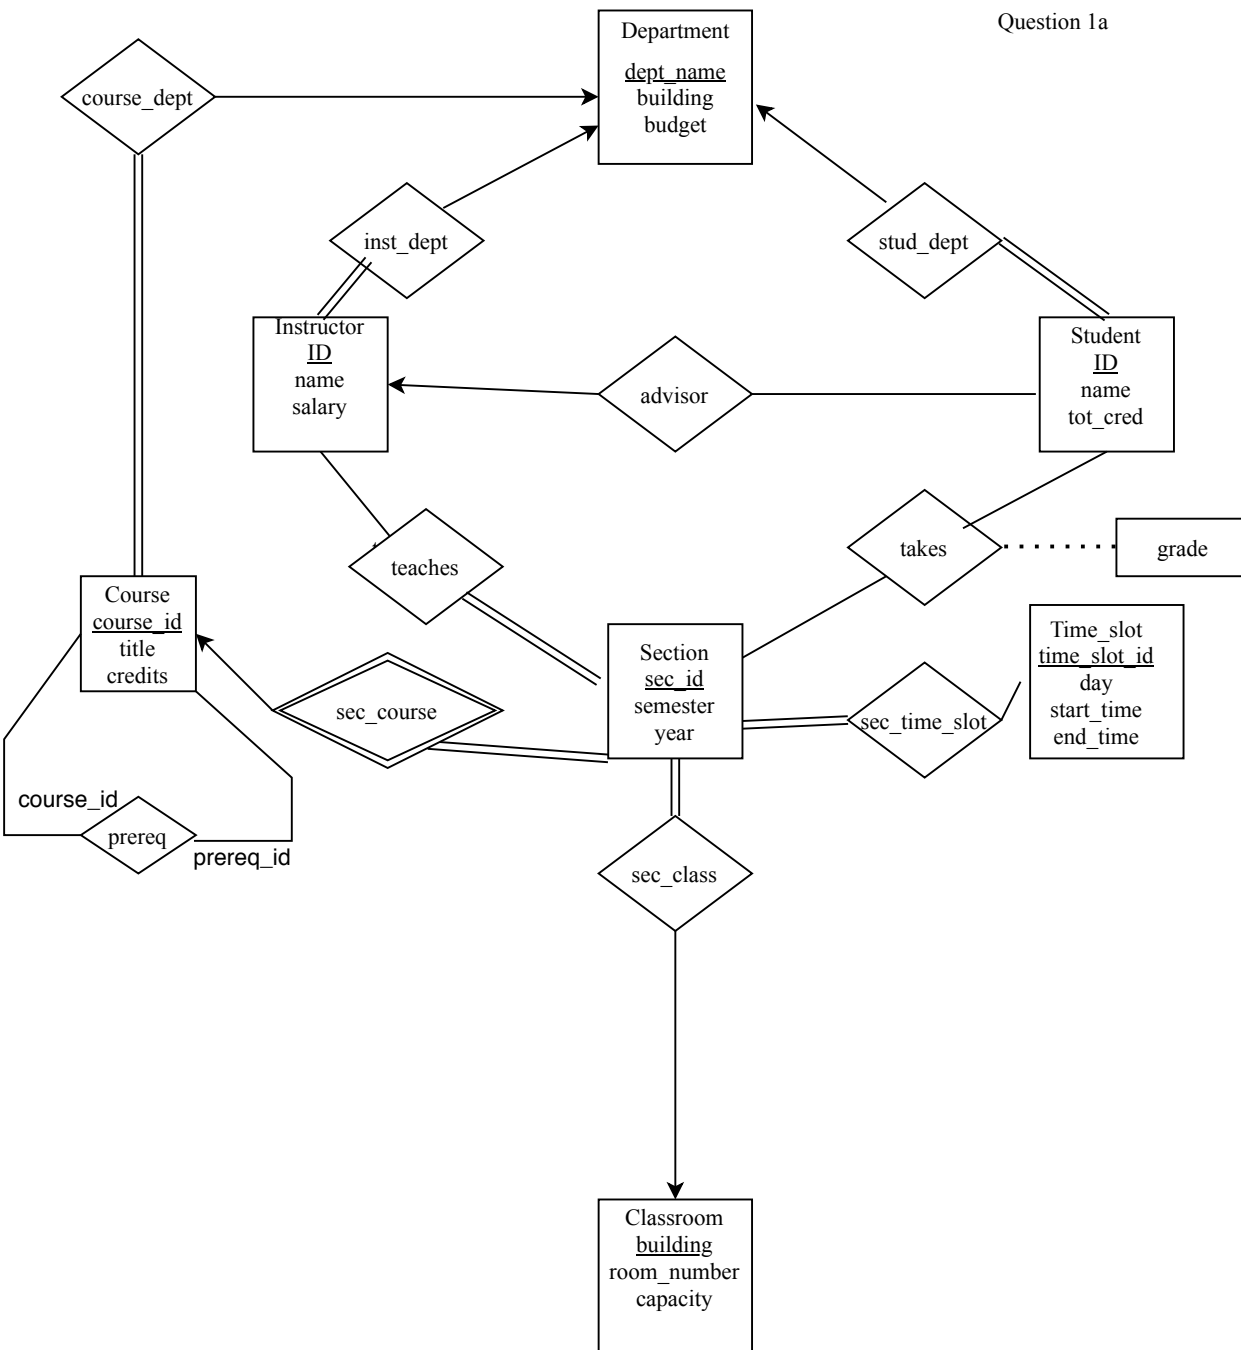 Question 1a
Department
dept_name
building
budget
course_dept
inst_dept
stud_dept
Instructor
ID
name
salary
advisor
Student
ID
name
tot_cred
teaches
takes
grade
Course
course_id
title
credits
Section
sec_id
semester
year
Time_slot
time_slot_id
day
start_time
end_time
sec_course
sec_time_slot
course_id
prereq
prereq_id
sec_class
Classroom
building
room_number
capacity